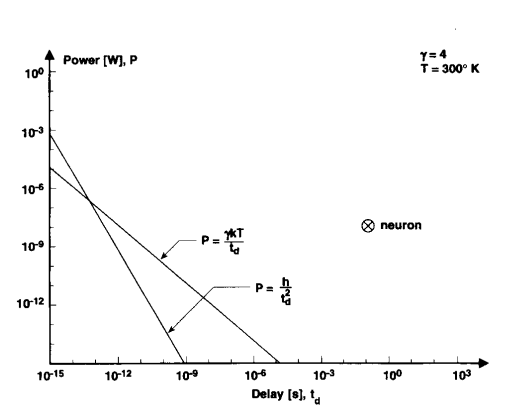 Power [W], P
γ = 4
T = 300° K
10⁰
10⁻³
10⁻⁶
10⁻⁹
10⁻¹²
neuron
P = γkT / t_d
P = h / t_d²
10⁻¹⁵ 10⁻¹² 10⁻⁹ 10⁻⁶ 10⁻³ 10⁰ 10³
Delay [s], t_d